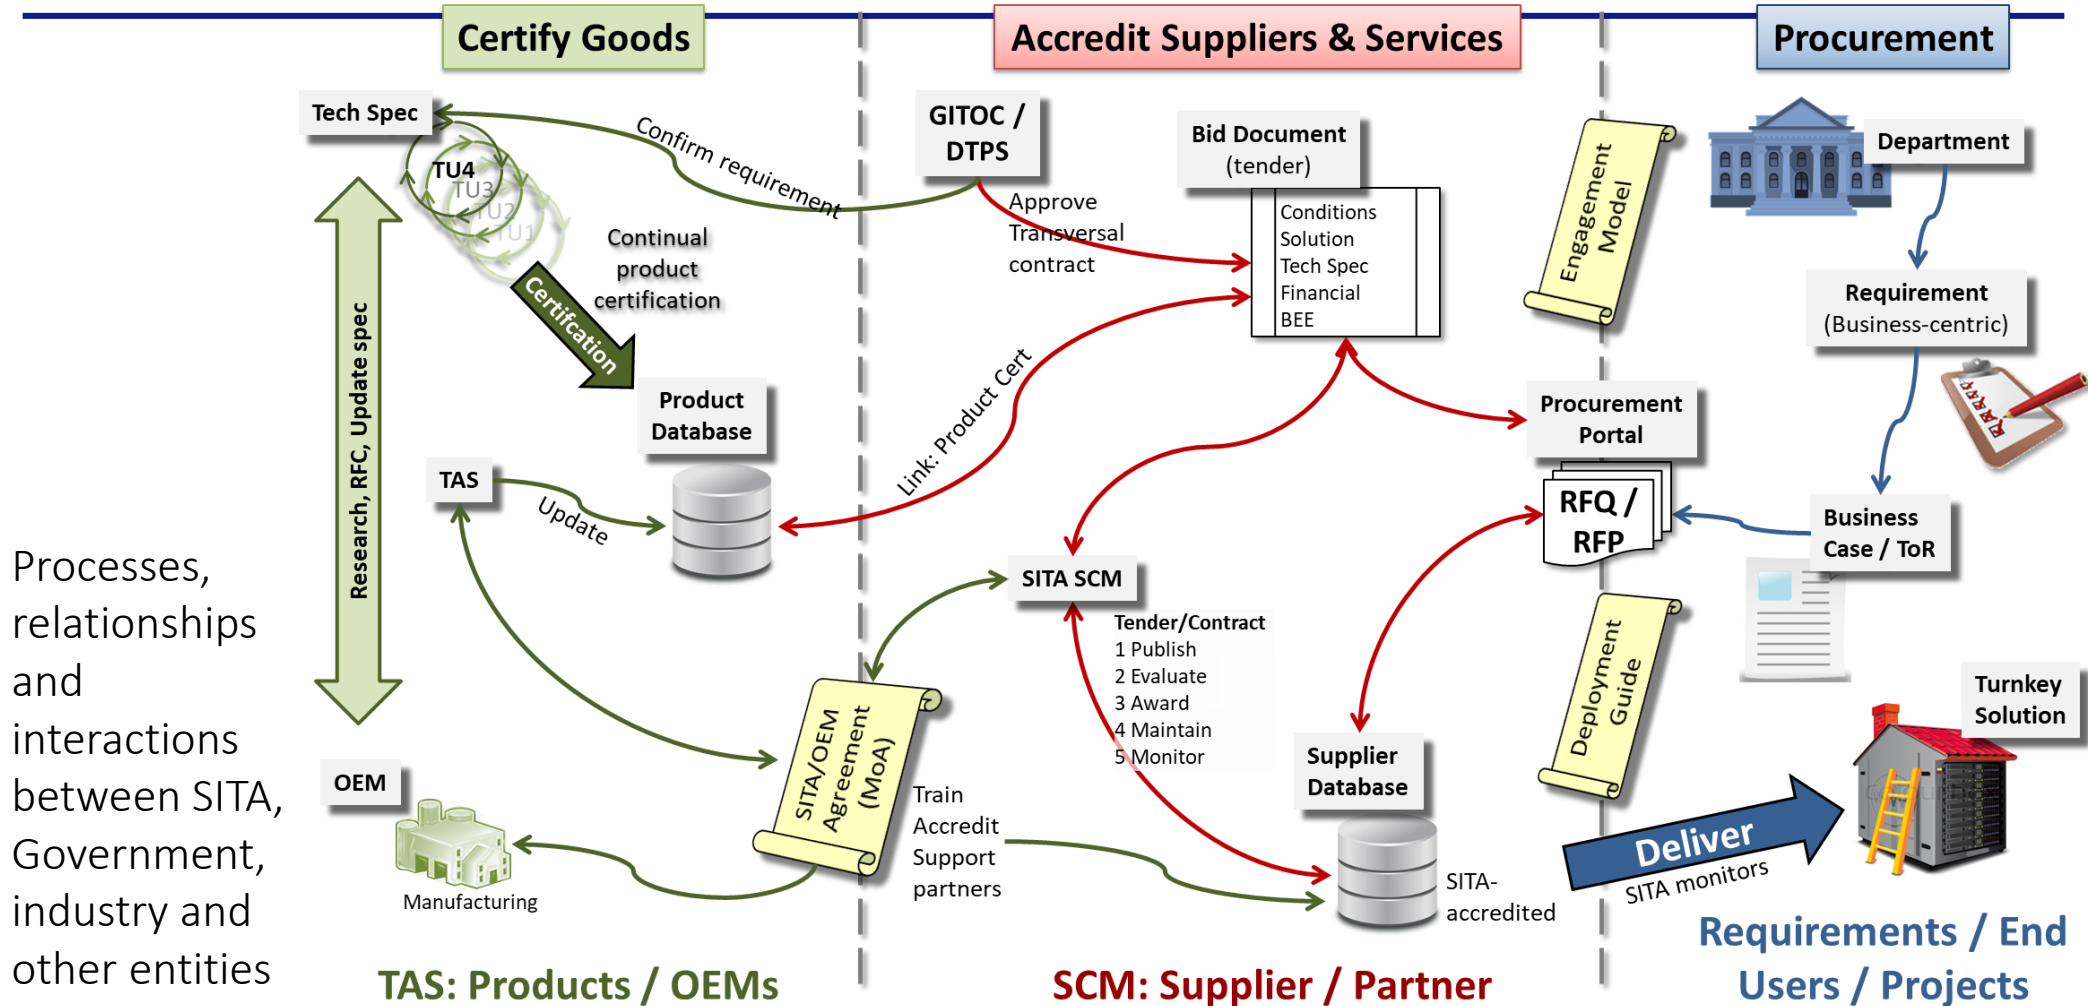 Certify Goods
Accredit Suppliers & Services
Procurement
Tech Spec
TU4
TU3
TU2
TU1
Confirm requirement
Continual
product
certification
Certifcation
Research, RFC, Update spec
Product
Database
TAS
Update
OEM
Manufacturing
SITA/OEM
Agreement
(MoA)
GITOC /
DTPS
Approve
Transversal
contract
Bid Document
(tender)
Conditions
Solution
Tech Spec
Financial
BEE
Link: Product Cert
SITA SCM
Tender/Contract
1 Publish
2 Evaluate
3 Award
4 Maintain
5 Monitor
Train
Accredit
Support
partners
Supplier
Database
SITA-
accredited
Engagement
Model
Procurement
Portal
RFQ /
RFP
Deployment
Guide
Department
Requirement
(Business-centric)
Business
Case / ToR
Turnkey
Solution
Deliver
SITA monitors
Processes,
relationships
and
interactions
between SITA,
Government,
industry and
other entities
TAS: Products / OEMs
SCM: Supplier / Partner
Requirements / End
Users / Projects